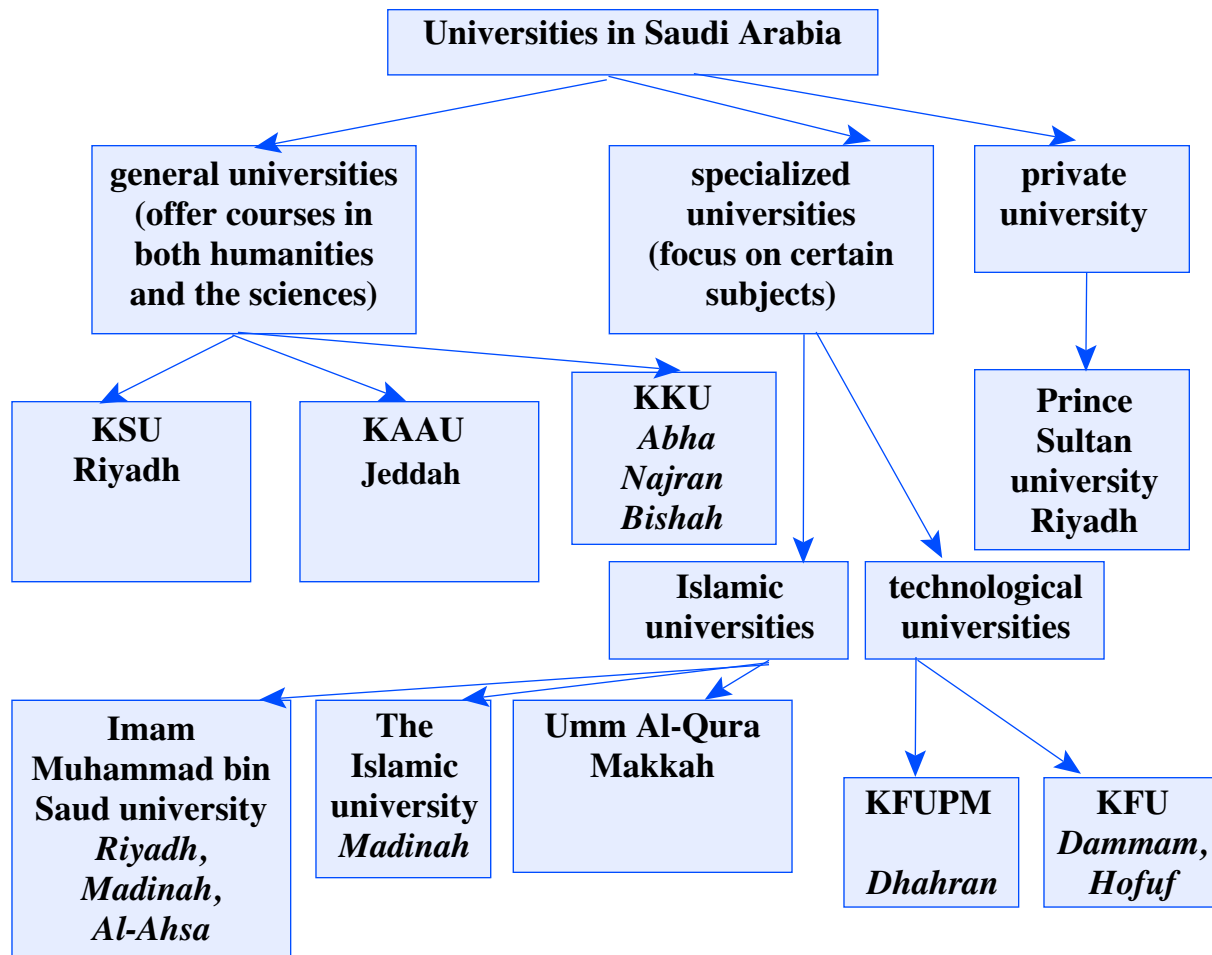 Universities in Saudi Arabia
general universities
(offer courses in
both humanities
and the sciences)
specialized
universities
(focus on certain
subjects)
private
university
KSU
Riyadh
KAAU
Jeddah
KKU
Abha
Najran
Bishah
Prince
Sultan
university
Riyadh
Islamic
universities
technological
universities
Imam
Muhammad bin
Saud university
Riyadh,
Madinah,
Al-Ahsa
The
Islamic
university
Madinah
Umm Al-Qura
Makkah
KFUPM
Dhahran
KFU
Dammam,
Hofuf